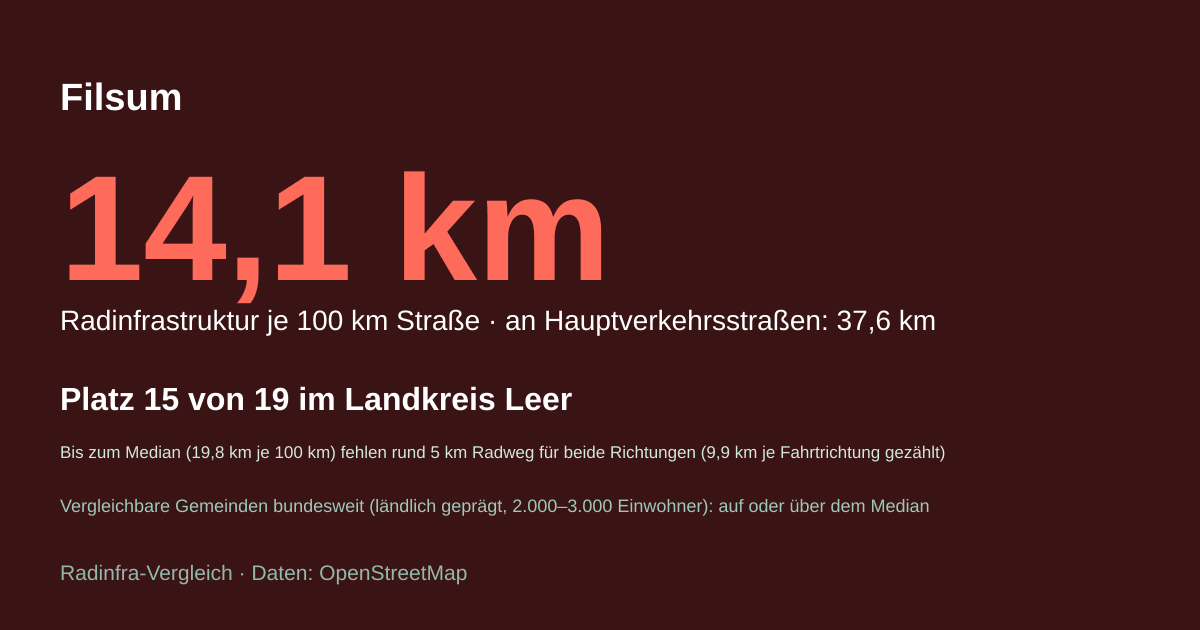 Filsum
14,1 km
Radinfrastruktur je 100 km Straße · an Hauptverkehrsstraßen: 37,6 km
Platz 15 von 19 im Landkreis Leer
Bis zum Median (19,8 km je 100 km) fehlen rund 5 km Radweg für beide Richtungen (9,9 km je Fahrtrichtung gezählt)
Vergleichbare Gemeinden bundesweit (ländlich geprägt, 2.000–3.000 Einwohner): auf oder über dem Median
Radinfra-Vergleich · Daten: OpenStreetMap